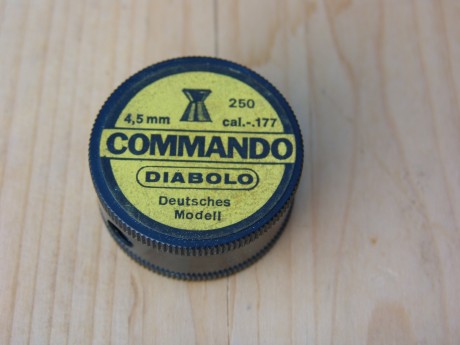 250
4,5 mm cal.-.177
COMMANDO
DIABOLO
Deutsches
Modell